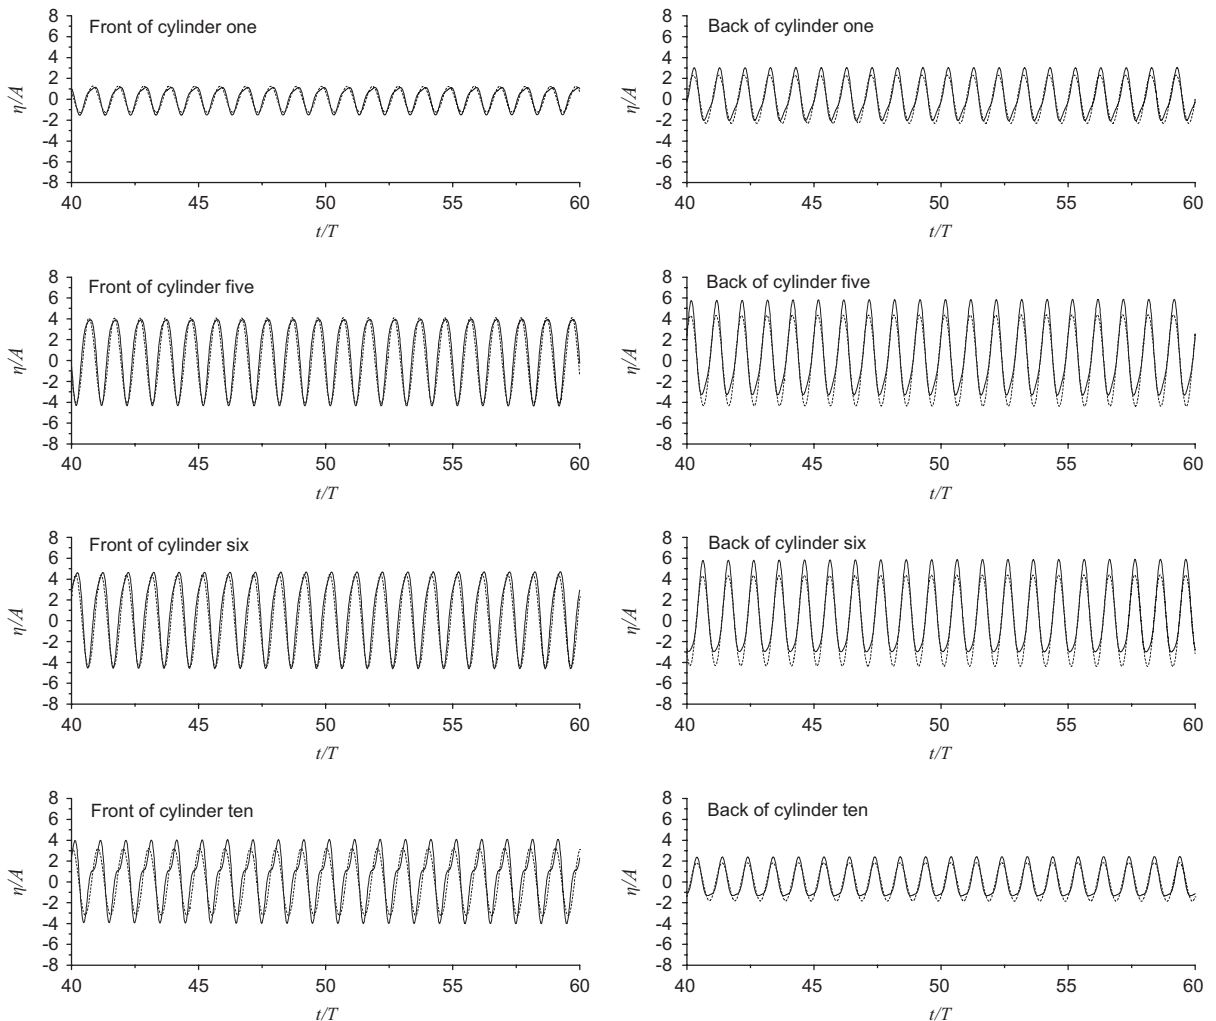 Front of cylinder one
8
6
4
2
0
-2
-4
-6
-8
η/A
40 45 50 55 60
t/T
Back of cylinder one
8
6
4
2
0
-2
-4
-6
-8
η/A
40 45 50 55 60
t/T
Front of cylinder five
8
6
4
2
0
-2
-4
-6
-8
η/A
40 45 50 55 60
t/T
Back of cylinder five
8
6
4
2
0
-2
-4
-6
-8
η/A
40 45 50 55 60
t/T
Front of cylinder six
8
6
4
2
0
-2
-4
-6
-8
η/A
40 45 50 55 60
t/T
Back of cylinder six
8
6
4
2
0
-2
-4
-6
-8
η/A
40 45 50 55 60
t/T
Front of cylinder ten
8
6
4
2
0
-2
-4
-6
-8
η/A
40 45 50 55 60
t/T
Back of cylinder ten
8
6
4
2
0
-2
-4
-6
-8
η/A
40 45 50 55 60
t/T